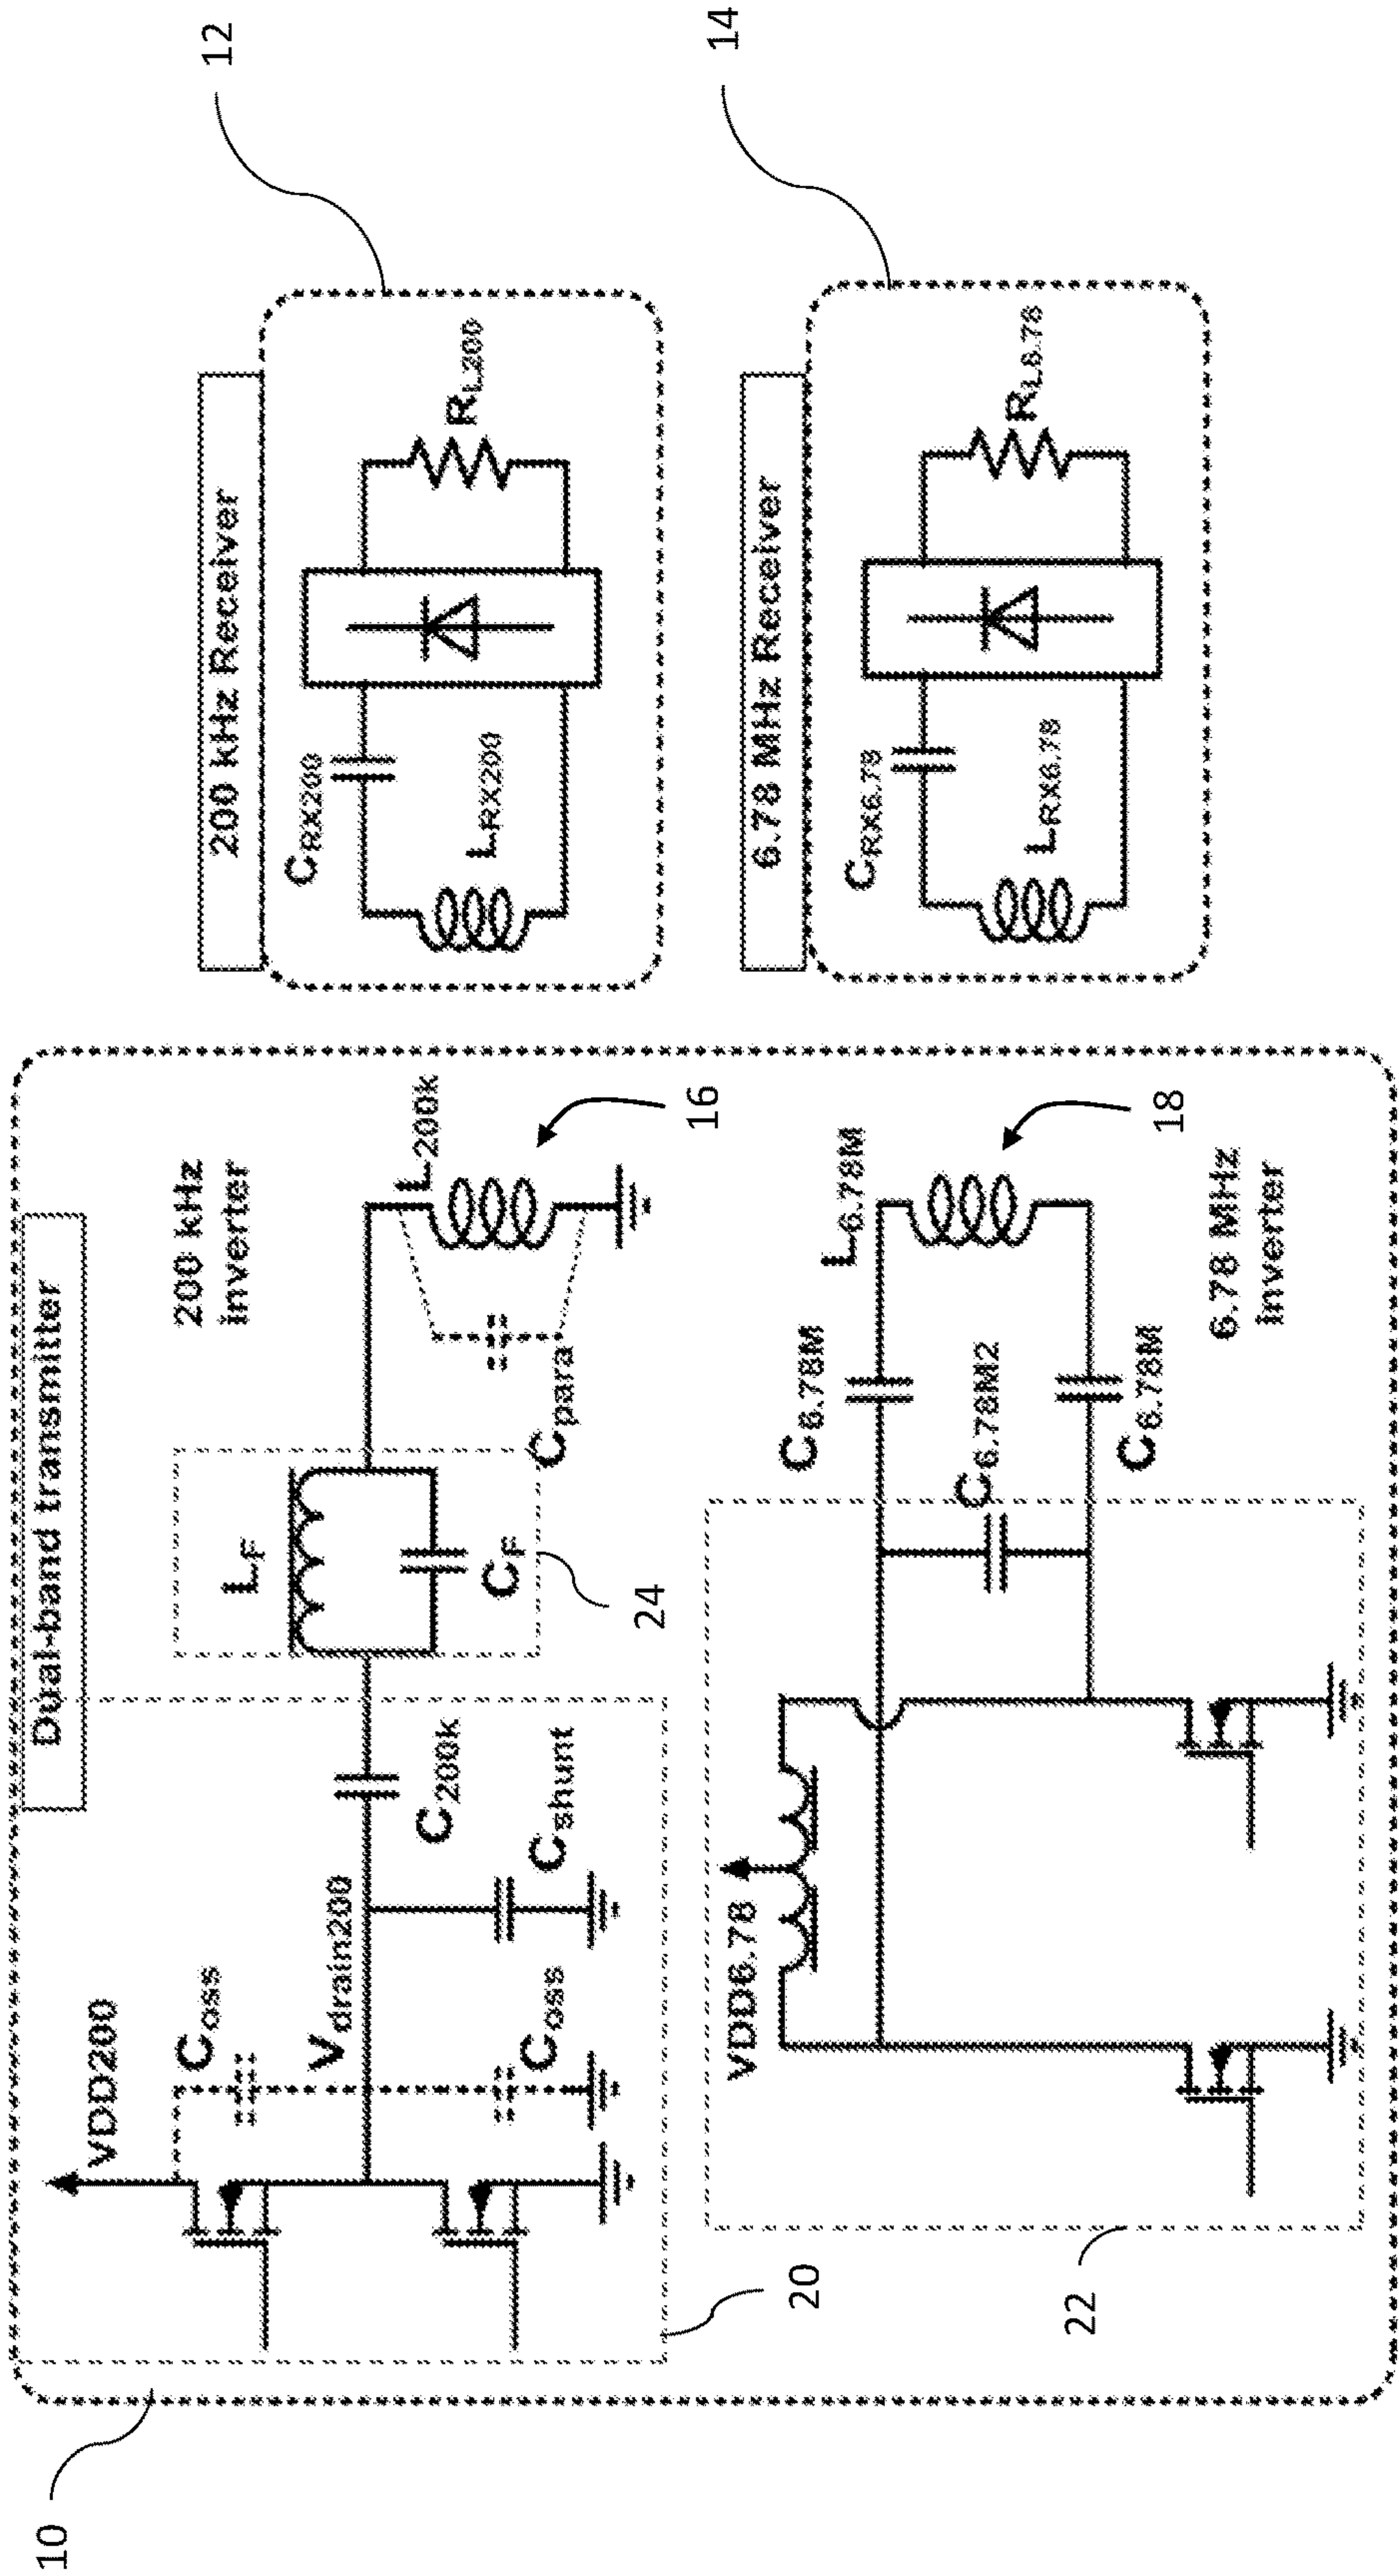 10
Dual-band transmitter
VDD200
Coss
Vdrain200
Coss
Cshunt
C200k
20
LF
CF
24
200 kHz
inverter
L200k
Cpara
16
VDD6.78
22
C6.78M
C6.78M2
C6.78M
L6.78M
18
6.78 MHz
inverter
200 kHz Receiver
12
CRX200
LRX200
RL200
6.78 MHz Receiver
14
CRX6.78
LRX6.78
RL6.78